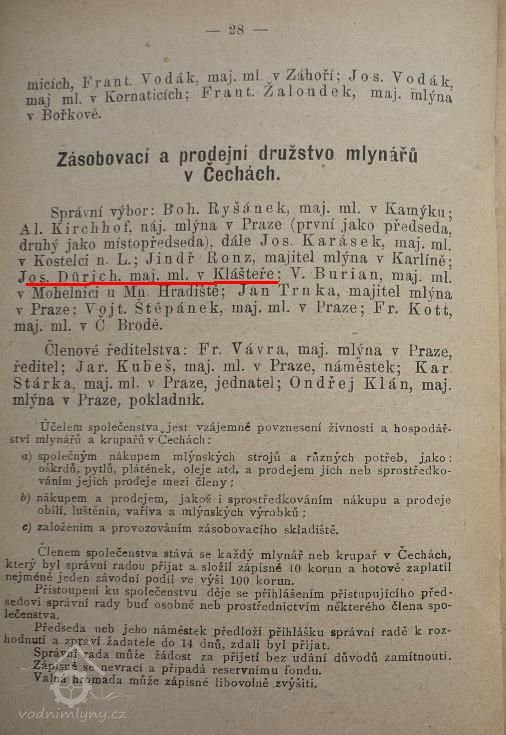 — 28 —
micích, Frant. Vodák, maj. ml. v Záhoří; Jos. Vodák,
maj ml. v Kornaticích; Frant. Žaloudek, maj. mlýna
v Bořkově.
Zásobovací a prodejní družstvo mlynářů
v Čechách.
Správní výbor: Boh. Ryšánek, maj. ml. v Kamýku;
Al. Kirchhof, náj. mlýna v Praze (první jako předseda,
druhý jako místopředseda), dále Jos. Karásek, maj. ml.
v Kostelci n. L.; Jindř Ronz, majitel mlýna v Karlíně;
Jos. Dürich, maj. ml. v Klášteře; V. Burian, maj. ml.
v Mohelnici u Mn. Hradiště; Jan Trnka, majitel mlýna
v Praze; Vojt. Štěpánek, maj. ml. v Praze; Fr. Kott,
maj. ml. v Č. Brodě.
Členové ředitelstva: Fr. Vávra, maj. mlýna v Praze,
ředitel; Jar. Kubeš, maj. ml. v Praze, náměstek; Kar.
Stárka, maj. ml. v Praze, jednatel; Ondřej Klán, maj.
mlýna v Praze, pokladník.
Účelem společenstva jest vzájemné povznesení živnosti a hospodář-
ství mlynářů a krupařů v Čechách:
a) společným nákupem mlýnských strojů a různých potřeb, jako:
oškrdů, pytlů, plátének, oleje atd. a prodejem jich neb sprostředko-
váním jejich prodeje mezi členy;
b) nákupem a prodejem, jakož i sprostředkováním nákupu a prodeje
obilí, luštěnin, vařiva a mlýnských výrobků;
c) založením a provozováním zásobovacího skladiště.
Členem společenstva stává se každý mlynář neb krupař v Čechách,
který byl správní radou přijat a složil zápisné 10 korun a hotově zaplatil
nejméně jeden závodní podíl ve výši 100 korun.
Přistoupení ku společenstvu děje se přihlášením přistupujícího před-
sedovi správní rady buď osobně neb prostřednictvím některého člena spo-
lečenstva.
Předseda neb jeho náměstek předloží přihlášku správní radě k roz-
hodnutí a zpraví žadatele do 14 dnů, zdali byl přijat.
Správní rada může žádost za přijetí bez udání důvodů zamítnouti.
Zápisné se nevrací a připadá reservnímu fondu.
Valná hromada může zápisné libovolně zvýšiti.
vodnimlyny.cz